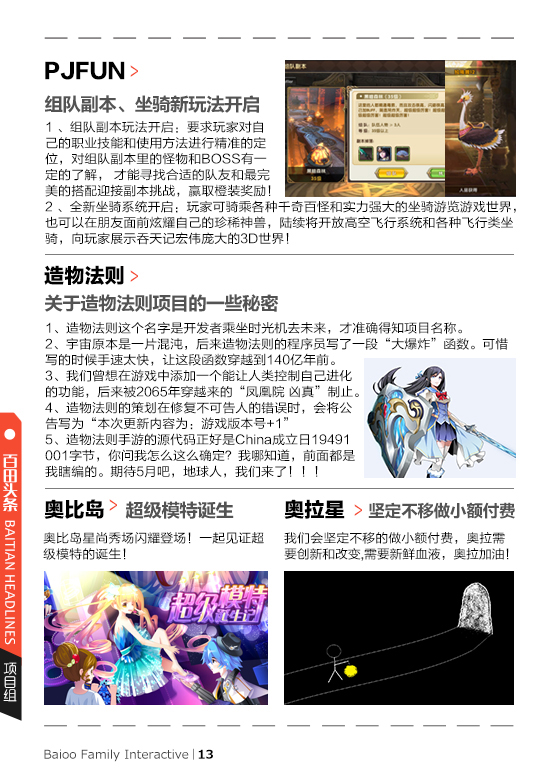 PJFUN >
组队副本、坐骑新玩法开启
1 、组队副本玩法开启；要求玩家对自
己的职业技能和使用方法进行精准的定
位，对组队副本里的怪物和BOSS有一
定的了解， 才能寻找合适的队友和最完
美的搭配迎接副本挑战，赢取橙装奖励！
2 、全新坐骑系统开启；玩家可骑乘各种千奇百怪和实力强大的坐骑游览游戏世界，
也可以在朋友面前炫耀自己的珍稀神兽，陆续将开放高空飞行系统和各种飞行类坐
骑，向玩家展示吞天记宏伟庞大的3D世界！
造物法则 >
关于造物法则项目的一些秘密
1、造物法则这个名字是开发者乘坐时光机去未来，才准确得知项目名称。
2、宇宙原本是一片混沌，后来造物法则的程序员写了一段“大爆炸”函数。可惜
写的时候手速太快，让这段函数穿越到140亿年前。
3、我们曾想在游戏中添加一个能让人类控制自己进化
的功能，后来被2065年穿越来的“凤凰院 凶真”制止。
4、造物法则的策划在修复不可告人的错误时，会将公
告写为“本次更新内容为；游戏版本号+1”
5、造物法则手游的源代码正好是China成立日19491
001字节，你问我怎么这么确定？我哪知道，前面都是
我瞎编的。期待5月吧，地球人，我们来了！！！
奥比岛 > 超级模特诞生
奥比岛星尚秀场闪耀登场！一起见证超
级模特的诞生！
超级模特
诞生记
奥拉星 > 坚定不移做小额付费
我们会坚定不移的做小额付费，奥拉需
要创新和改变,需要新鲜血液，奥拉加油！
百田头条 BAITIAN HEADLINES
项目组
Baioo Family Interactive | 13